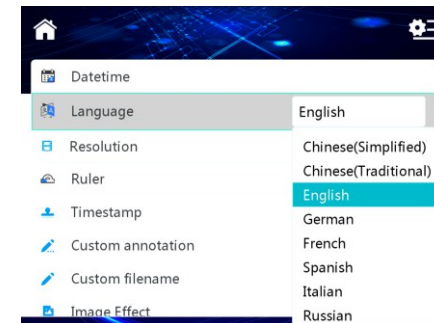 Datetime
Language
English
Resolution
Ruler
Timestamp
Custom annotation
Custom filename
Image Effect
Chinese(Simplified)
Chinese(Traditional)
English
German
French
Spanish
Italian
Russian